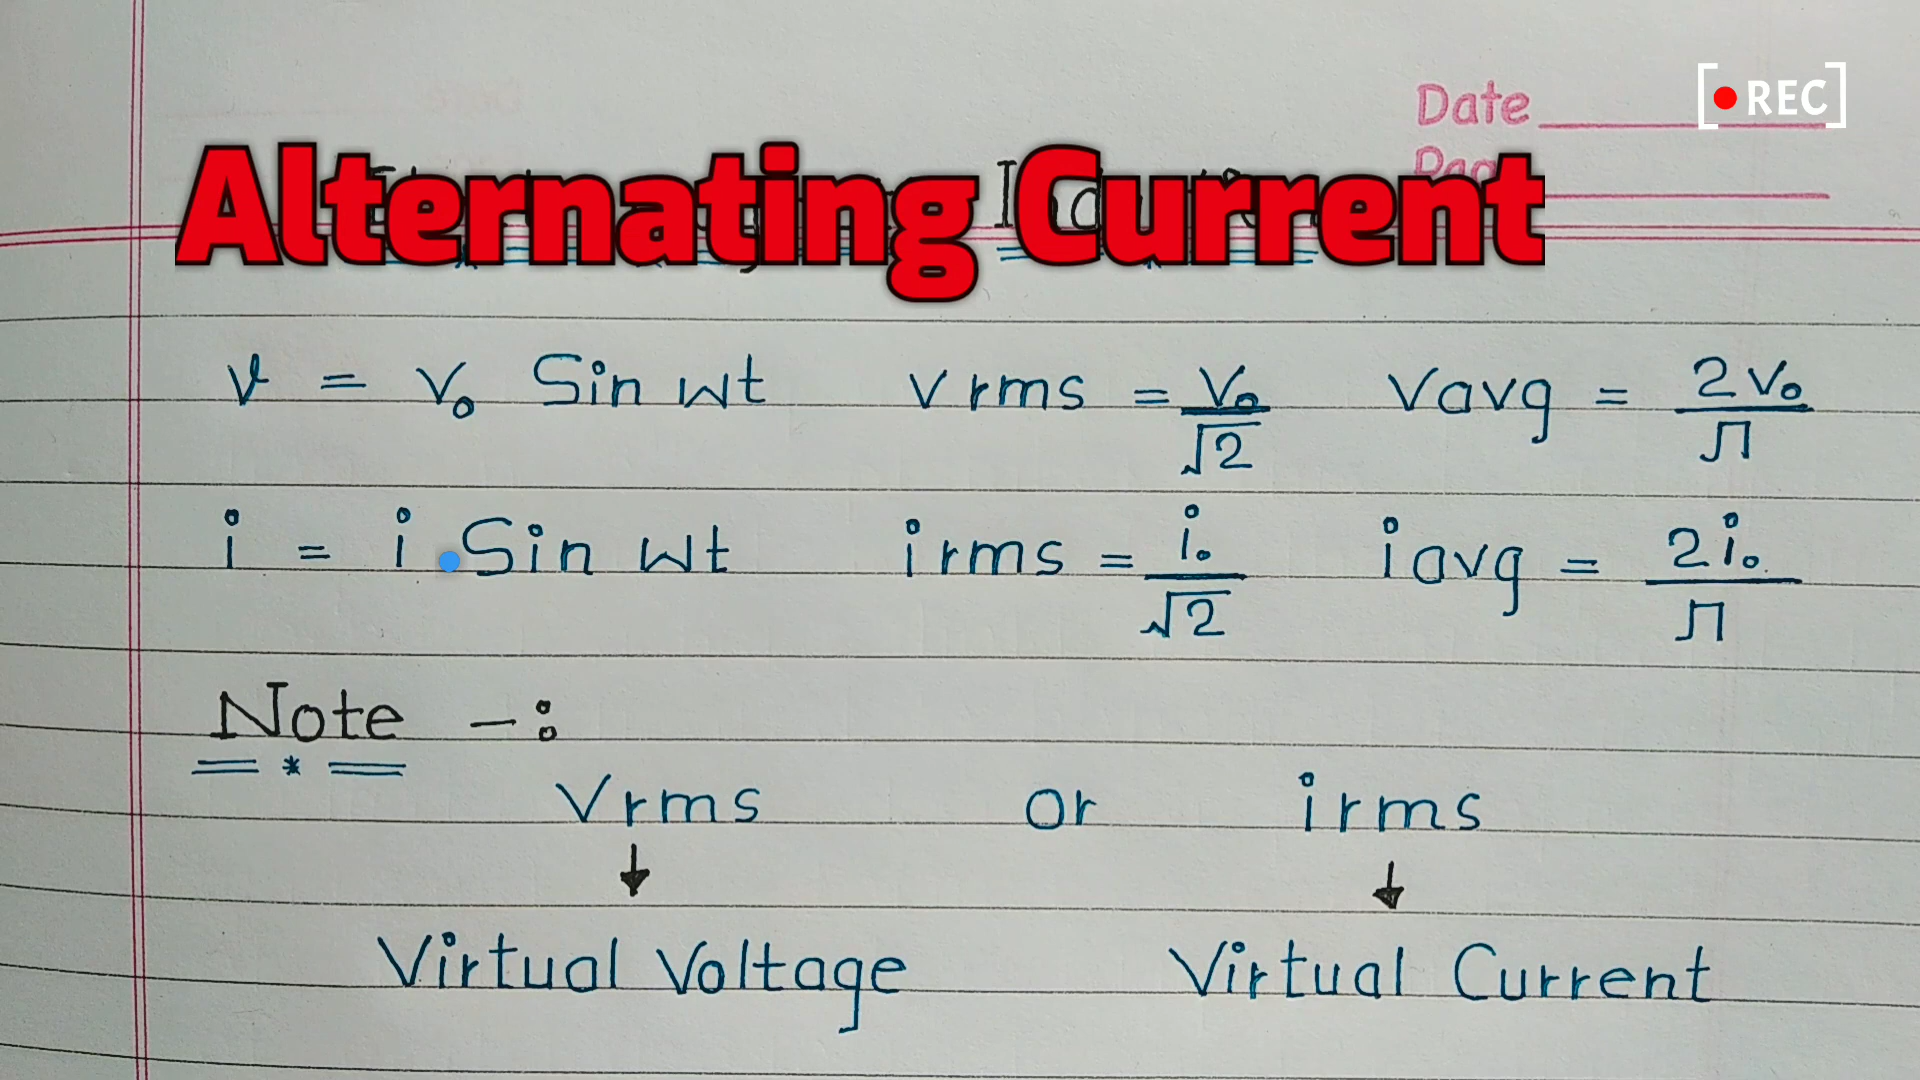 Date
REC
Alternating Current
v = v₀ Sin wt    Vrms = V₀/√2    Vavg = 2V₀/π
i = i Sin wt    irms = i₀/√2    iavg = 2i₀/π
Note -:
Vrms or irms
↓ ↓
Virtual Voltage    Virtual Current